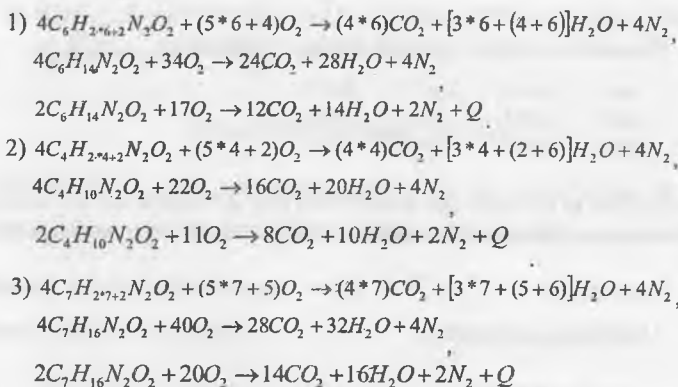 1) 4C₆H₂*₆₊₂N₂O₂ + (5*6+4)O₂ → (4*6)CO₂ + [3*6+(4+6)]H₂O + 4N₂,
4C₆H₁₄N₂O₂ + 34O₂ → 24CO₂ + 28H₂O + 4N₂
2C₆H₁₄N₂O₂ + 17O₂ → 12CO₂ + 14H₂O + 2N₂ + Q
2) 4C₄H₂*₄₊₂N₂O₂ + (5*4+2)O₂ → (4*4)CO₂ + [3*4+(2+6)]H₂O + 4N₂,
4C₄H₁₀N₂O₂ + 22O₂ → 16CO₂ + 20H₂O + 4N₂
2C₄H₁₀N₂O₂ + 11O₂ → 8CO₂ + 10H₂O + 2N₂ + Q
3) 4C₇H₂*₇₊₂N₂O₂ + (5*7+5)O₂ → (4*7)CO₂ + [3*7+(5+6)]H₂O + 4N₂,
4C₇H₁₆N₂O₂ + 40O₂ → 28CO₂ + 32H₂O + 4N₂
2C₇H₁₆N₂O₂ + 20O₂ → 14CO₂ + 16H₂O + 2N₂ + Q